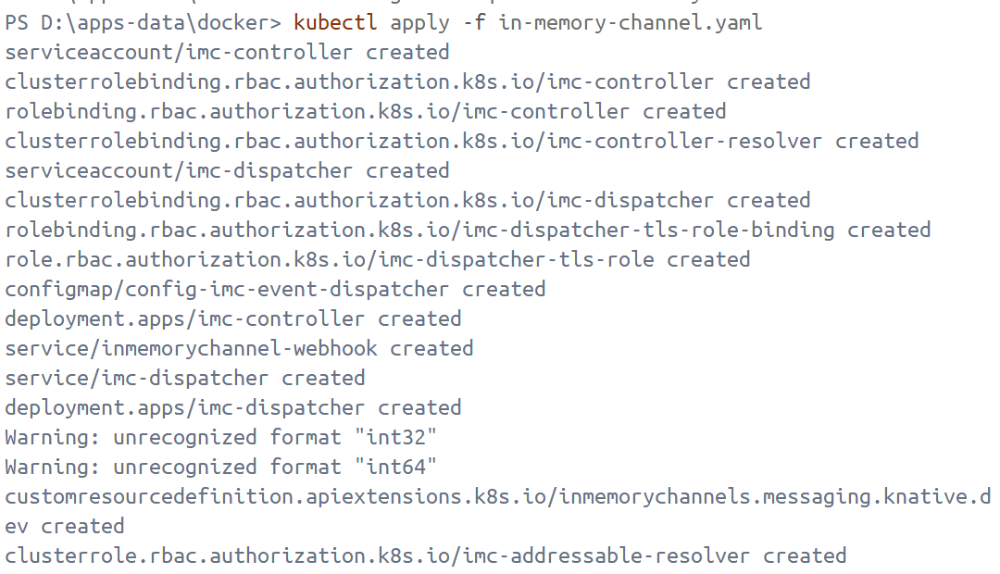 PS D:\apps-data\docker> kubectl apply -f in-memory-channel.yaml
serviceaccount/imc-controller created
clusterrolebinding.rbac.authorization.k8s.io/imc-controller created
rolebinding.rbac.authorization.k8s.io/imc-controller created
clusterrolebinding.rbac.authorization.k8s.io/imc-controller-resolver created
serviceaccount/imc-dispatcher created
clusterrolebinding.rbac.authorization.k8s.io/imc-dispatcher created
rolebinding.rbac.authorization.k8s.io/imc-dispatcher-tls-role-binding created
role.rbac.authorization.k8s.io/imc-dispatcher-tls-role created
configmap/config-imc-event-dispatcher created
deployment.apps/imc-controller created
service/inmemorychannel-webhook created
service/imc-dispatcher created
deployment.apps/imc-dispatcher created
Warning: unrecognized format "int32"
Warning: unrecognized format "int64"
customresourcedefinition.apiextensions.k8s.io/inmemorychannels.messaging.knative.d
ev created
clusterrole.rbac.authorization.k8s.io/imc-addressable-resolver created